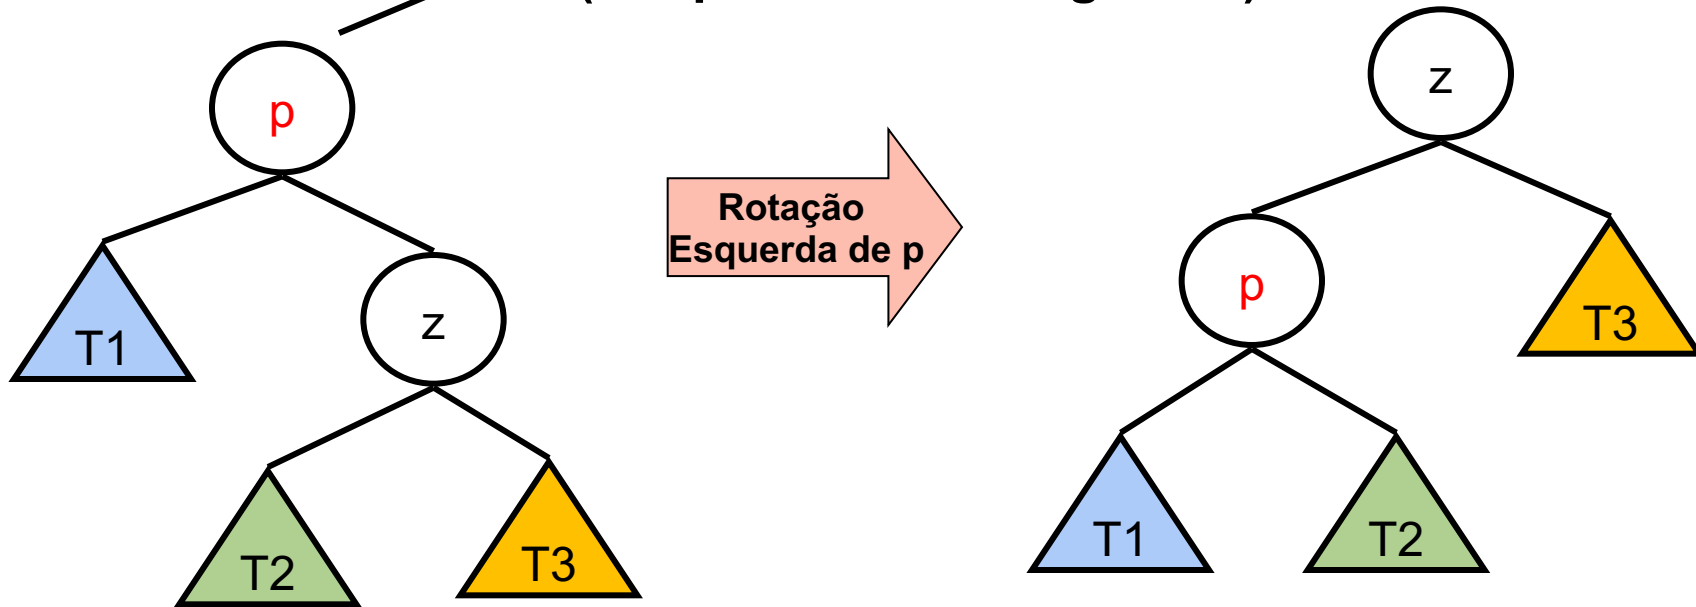 p
z
T1
T2
T3
Rotação
Esquerda de p
z
p
T3
T1
T2